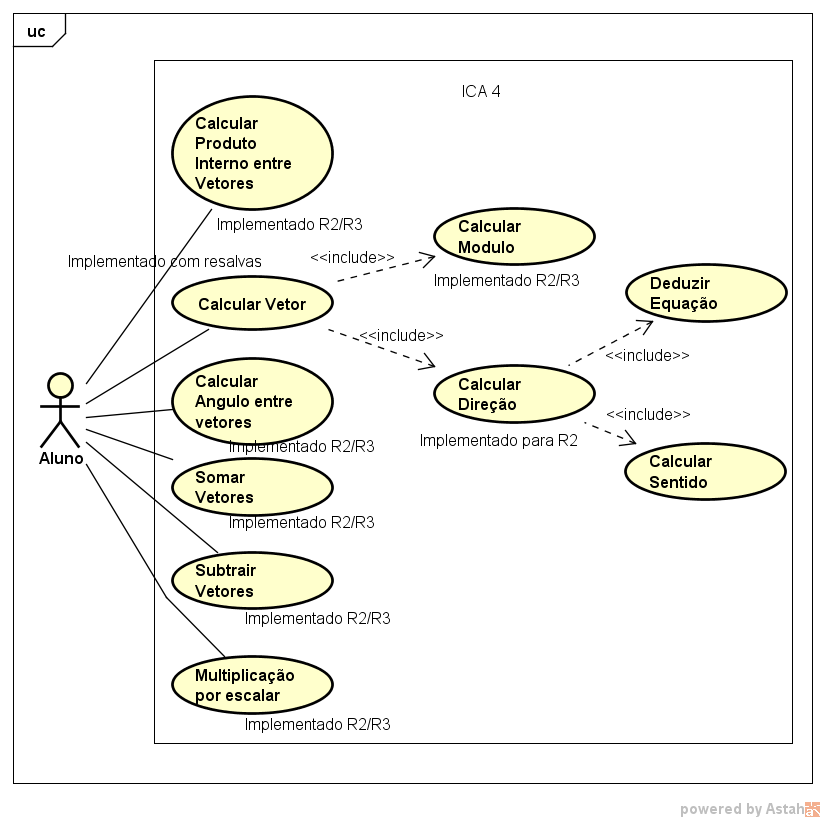 uc
ICA 4
Calcular
Produto
Interno entre
Vetores
Implementado R2/R3
Implementado com resalvas
<<include>>
Calcular
Modulo
Implementado R2/R3
Calcular Vetor
<<include>>
Deduzir
Equação
<<include>>
Calcular
Direção
Implementado para R2
<<include>>
Calcular
Sentido
Calcular
Angulo entre
vetores
Implementado R2/R3
Aluno
Somar
Vetores
Implementado R2/R3
Subtrair
Vetores
Implementado R2/R3
Multiplicação
por escalar
Implementado R2/R3
powered by Astah